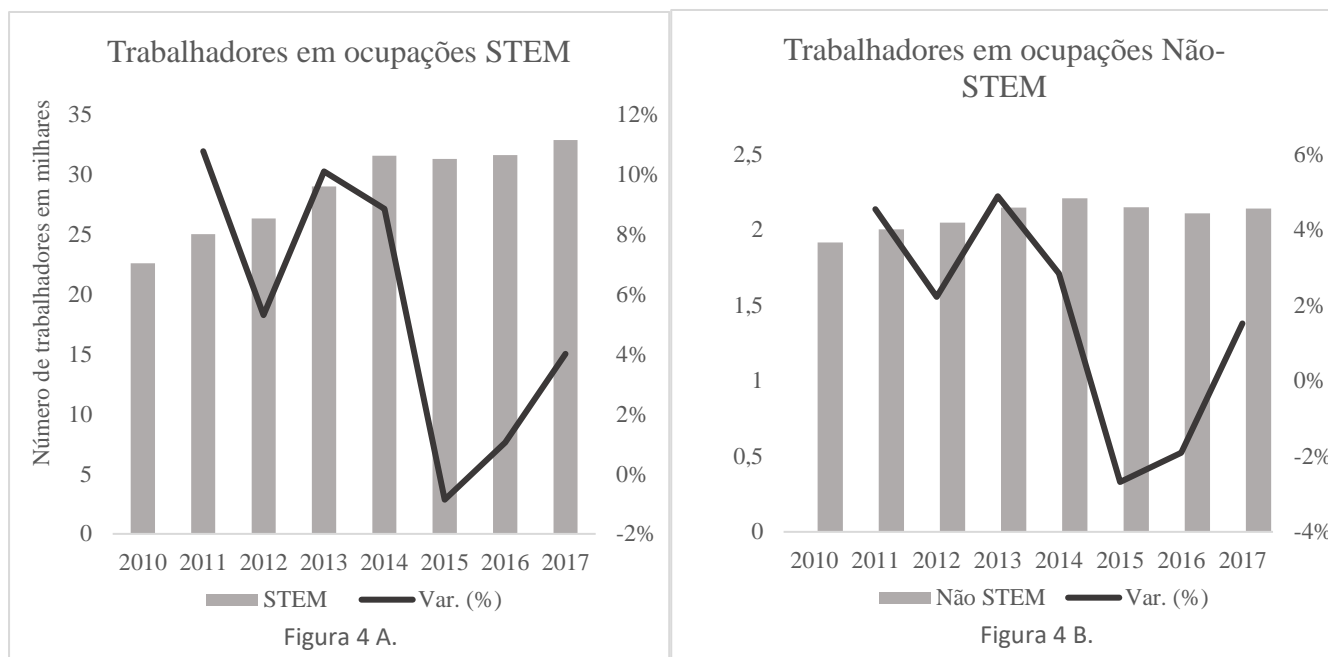 Trabalhadores em ocupações STEM
Número de trabalhadores em milhares
35
30
25
20
15
10
5
0
12%
10%
8%
6%
4%
2%
0%
-2%
2010 2011 2012 2013 2014 2015 2016 2017
STEM Var. (%)
Figura 4 A.
Trabalhadores em ocupações Não-
STEM
2,5
2
1,5
1
0,5
0
6%
4%
2%
0%
-2%
-4%
2010 2011 2012 2013 2014 2015 2016 2017
Não STEM Var. (%)
Figura 4 B.